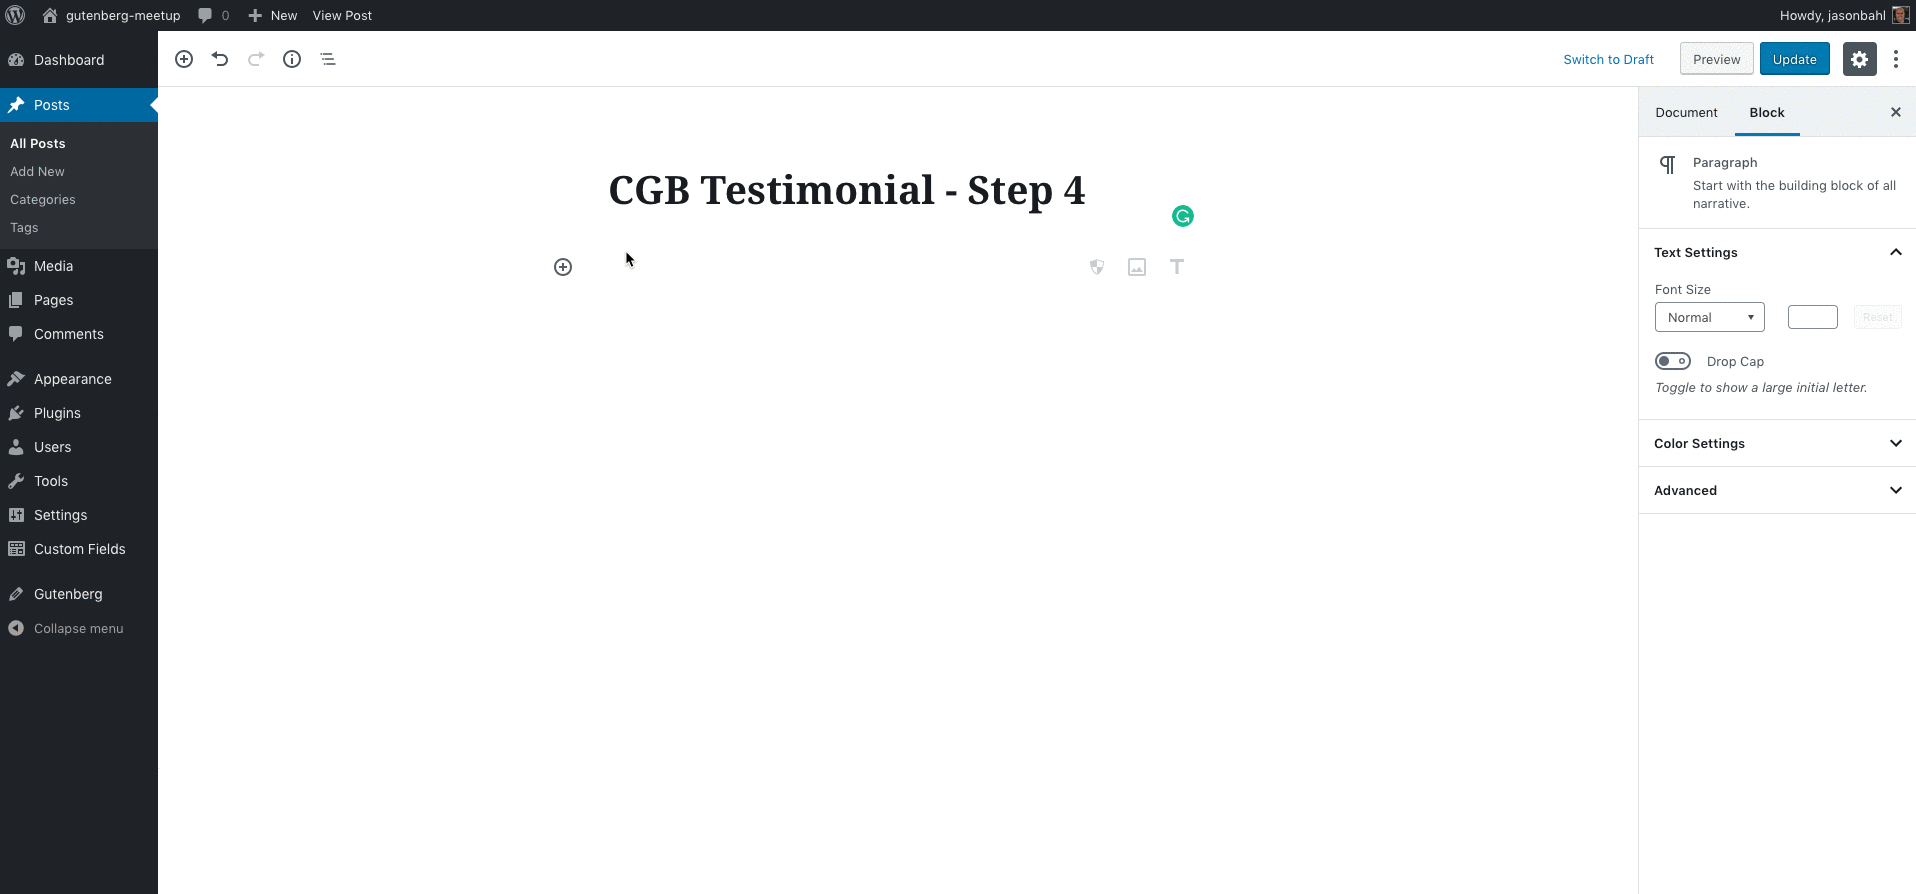 gutenberg-meetup 0 New View Post Howdy, jasonbahl
Dashboard
Posts
All Posts
Add New
Categories
Tags
Media
Pages
Comments
Appearance
Plugins
Users
Tools
Settings
Custom Fields
Gutenberg
Collapse menu
Switch to Draft Preview Update
CGB Testimonial - Step 4
Document Block
Paragraph
Start with the building block of all
narrative.
Text Settings
Font Size
Normal Reset
Drop Cap
Toggle to show a large initial letter.
Color Settings
Advanced